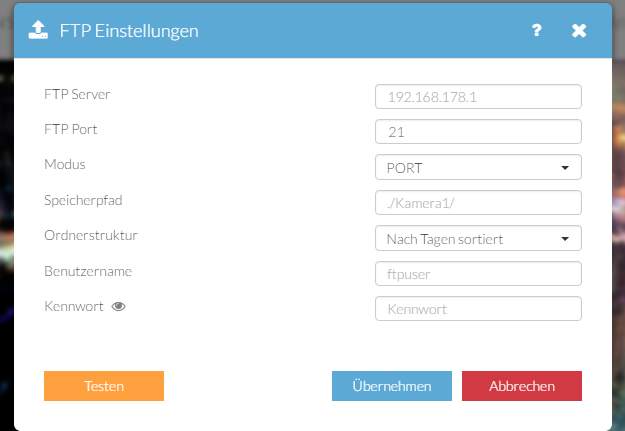 FTP Einstellungen ?
FTP Server 192.168.178.1
FTP Port 21
Modus PORT
Speicherpfad ./Kamera1/
Ordnerstruktur Nach Tagen sortiert
Benutzername ftpuser
Kennwort Kennwort
Testen Übernehmen Abbrechen